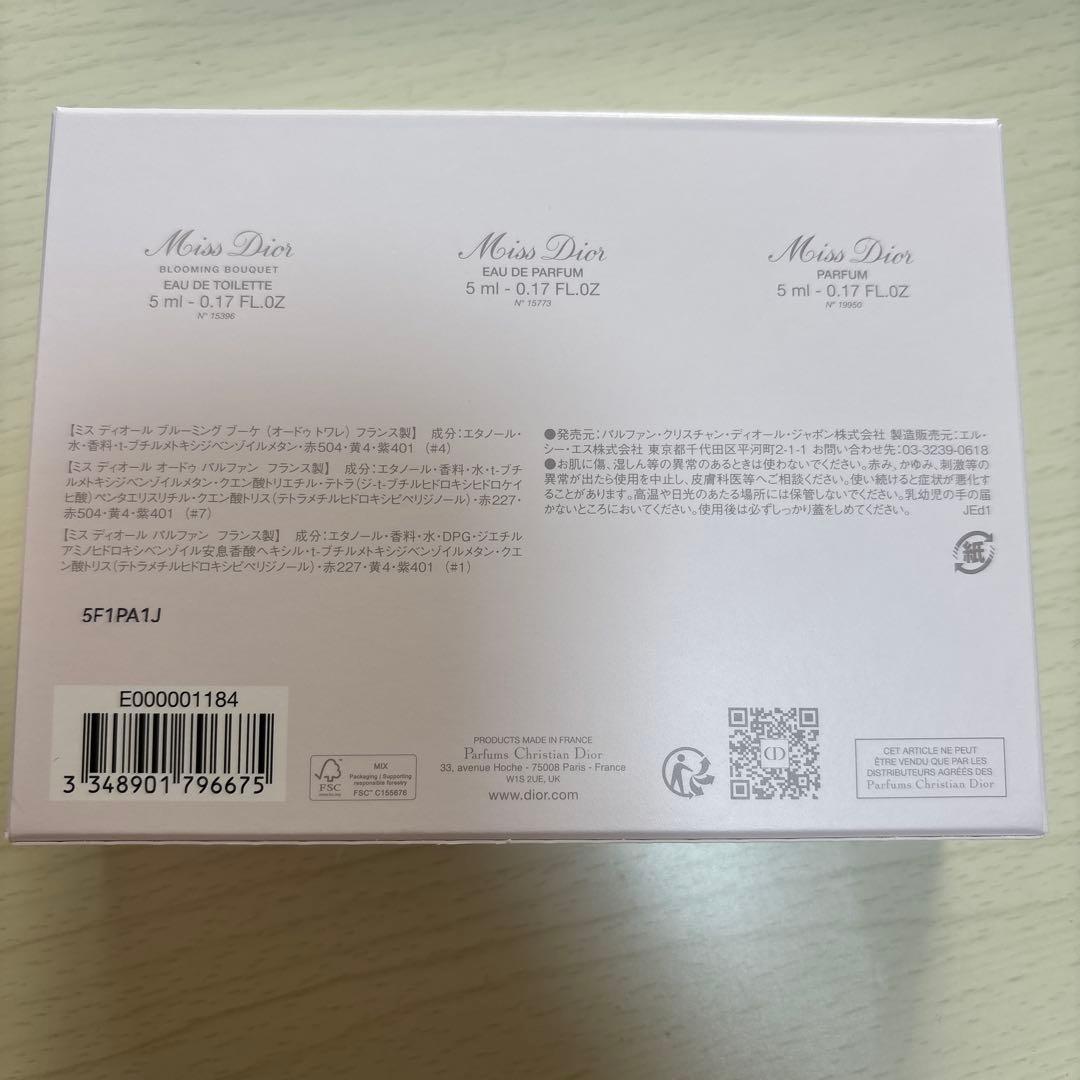 Miss Dior
BLOOMING BOUQUET
EAU DE TOILETTE
5 ml - 0.17 FL.OZ
N° 15396
Miss Dior
EAU DE PARFUM
5 ml - 0.17 FL.OZ
N° 15773
Miss Dior
PARFUM
5 ml - 0.17 FL.OZ
N° 19950
【ミス ディオール ブルーミング ブーケ (オードゥ トワレ) フランス製】 成分:エタノール・
水・香料・t-ブチルメトキシジベンゾイルメタン・赤504・黄4・紫401 (#4)
【ミス ディオール オードゥ パルファン フランス製】 成分:エタノール・香料・水・t-ブチ
ルメトキシジベンゾイルメタン・クエン酸トリエチル・テトラ(ジ-t-ブチルヒドロキシヒドロケイ
ヒ酸)ペンタエリスリチル・クエン酸トリス(テトラメチルヒドロキシピペリジノール)・赤227・
赤504・黄4・紫401 (#7)
【ミス ディオール パルファン フランス製】 成分:エタノール・香料・水・DPG・ジエチル
アミノヒドロキシベンゾイル安息香酸ヘキシル・t-ブチルメトキシジベンゾイルメタン・クエ
ン酸トリス(テトラメチルヒドロキシピペリジノール)・赤227・黄4・紫401 (#1)
●発売元:パルファン・クリスチャン・ディオール・ジャポン株式会社 製造販売元:エル・
シー・エス株式会社 東京都千代田区平河町2-1-1 お問い合わせ先:03-3239-0618
●お肌に傷、湿しん等の異常のあるときは使わないでください。赤み、かゆみ、刺激等の
異常が出たら使用を中止し、皮膚科医等へご相談ください。使い続けると症状が悪化す
ることがあります。高温や日光のあたる場所には保管しないでください。乳幼児の手の届
かないところにおいてください。使用後は必ずしっかり蓋をしめてください。 JEd1
紙
5F1PA1J
E000001184
3 348901 796675
FSC
www.fsc.org
MIX
Packaging | Supporting
responsible forestry
FSC™ C155676
PRODUCTS MADE IN FRANCE
Parfums Christian Dior
33, avenue Hoche - 75008 Paris - France
W1S 2UE, UK
www.dior.com
CD
CET ARTICLE NE PEUT
ÊTRE VENDU QUE PAR LES
DISTRIBUTEURS AGRÉÉS DES
Parfums Christian Dior